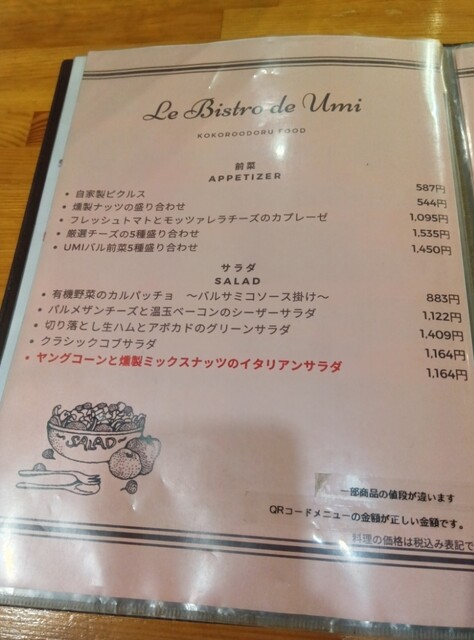 Le Bistro de Umi
KOKOROODORU FOOD
前菜
APPETIZER
• 自家製ピクルス 587円
• 燻製ナッツの盛り合わせ 544円
• フレッシュトマトとモッツァレラチーズのカプレーゼ 1,095円
• 厳選チーズの5種盛り合わせ 1,535円
• UMIバル前菜5種盛り合わせ 1,450円
サラダ
SALAD
• 有機野菜のカルパッチョ ～バルサミコソース掛け～ 883円
• パルメザンチーズと温玉ベーコンのシーザーサラダ 1,122円
• 切り落とし生ハムとアボカドのグリーンサラダ 1,409円
• クラシックコブサラダ 1,164円
• ヤングコーンと燻製ミックスナッツのイタリアンサラダ 1,164円
SALAD
一部商品の値段が違います
QRコードメニューの金額が正しい金額です。
料理の価格は税込み表記で